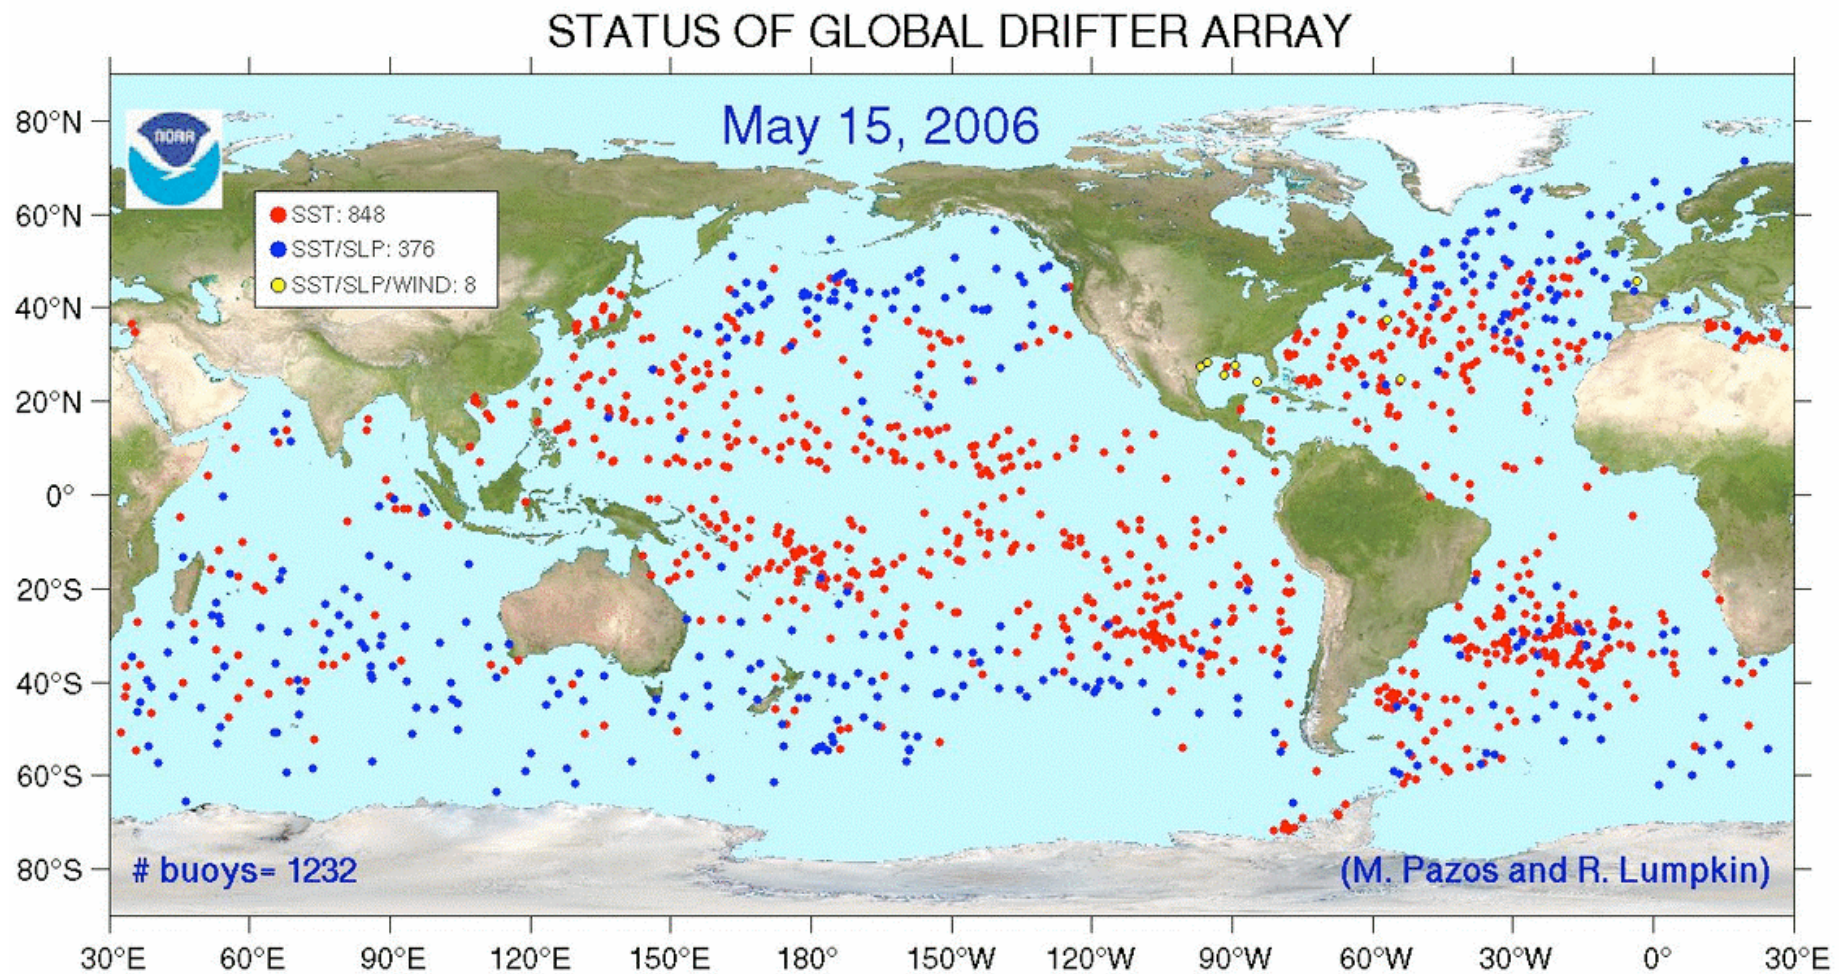 STATUS OF GLOBAL DRIFTER ARRAY
May 15, 2006
80°N
NOAA
60°N
SST: 848
SST/SLP: 376
SST/SLP/WIND: 8
40°N
20°N
0°
20°S
40°S
60°S
80°S
# buoys= 1232
(M. Pazos and R. Lumpkin)
30°E 60°E 90°E 120°E 150°E 180° 150°W 120°W 90°W 60°W 30°W 0° 30°E